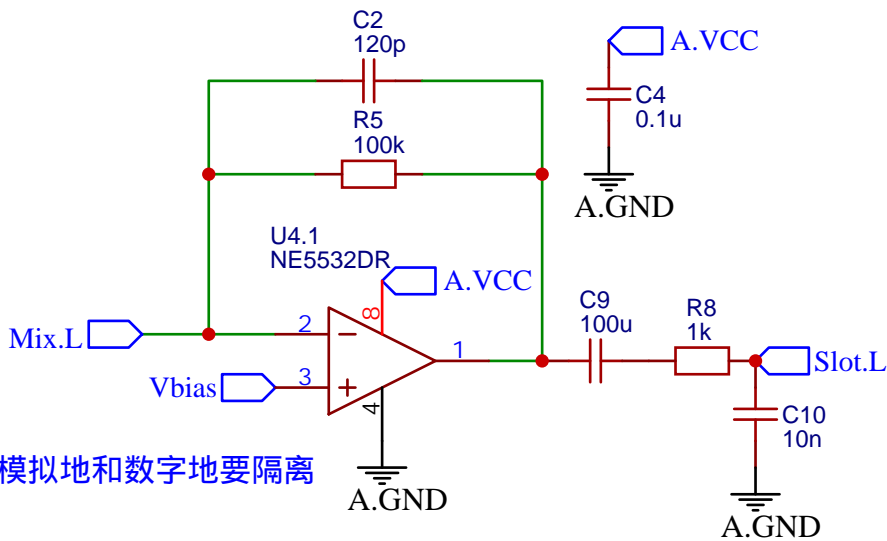 C2
120p
A.VCC
C4
0.1u
R5
100k
A.GND
U4.1
NE5532DR
A.VCC
8
C9
100u
R8
1k
Mix.L
2
1
Slot.L
Vbias
3
4
C10
10n
模拟地和数字地要隔离
A.GND
A.GND